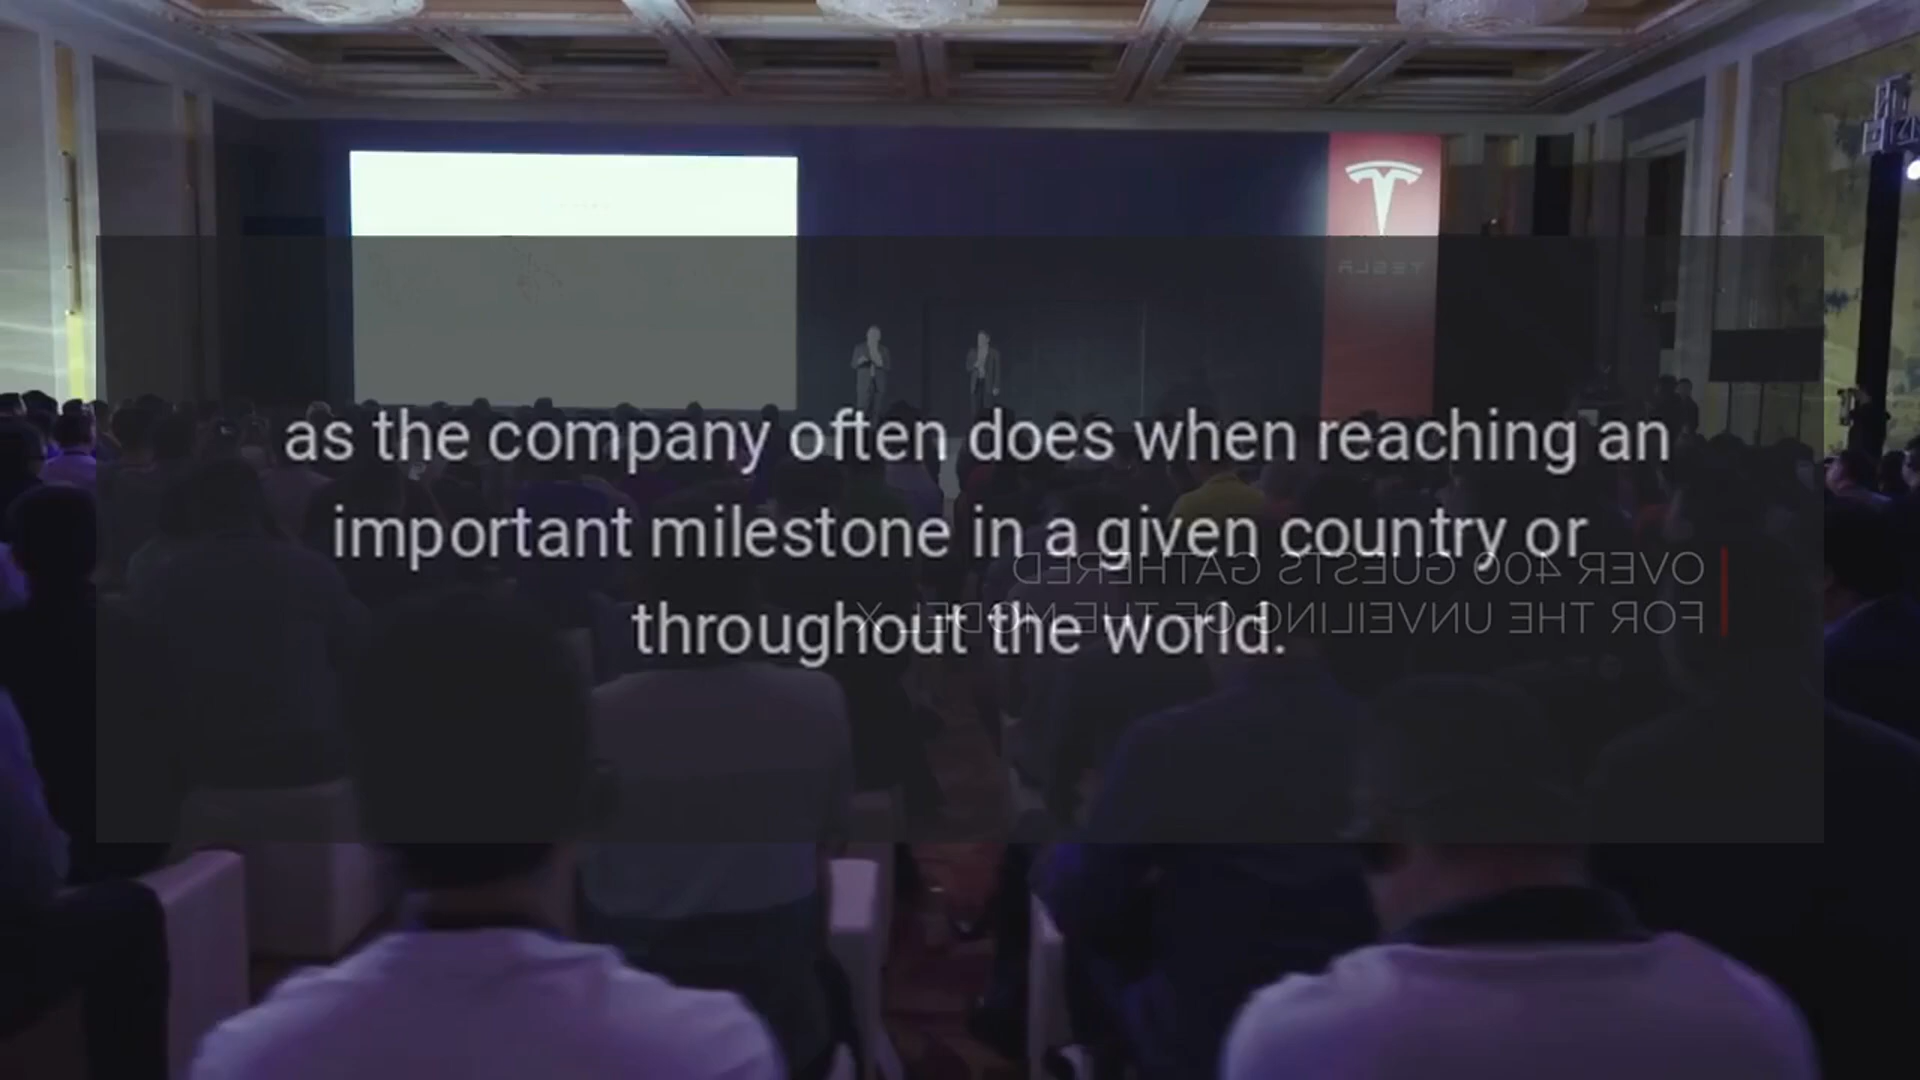 TESLA
as the company often does when reaching an
important milestone in a given country or
throughout the world.
OVER 400 GUESTS GATHERED
FOR THE UNVEILING OF THE MODEL X